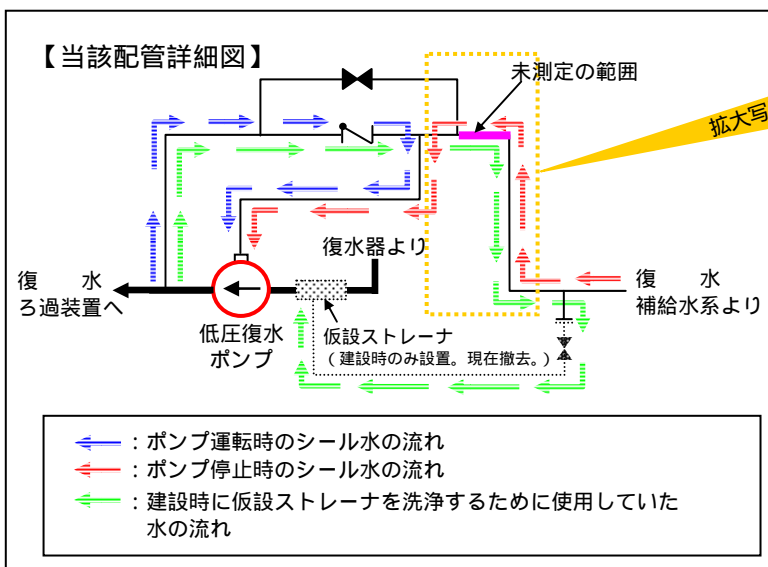 【当該配管詳細図】
未測定の範囲
拡大写
復水器より
復　　水
ろ過装置へ
低圧復水
ポンプ
仮設ストレーナ
（建設時のみ設置。現在撤去。）
復　　水
補給水系より
：ポンプ運転時のシール水の流れ
：ポンプ停止時のシール水の流れ
：建設時に仮設ストレーナを洗浄するために使用していた
水の流れ